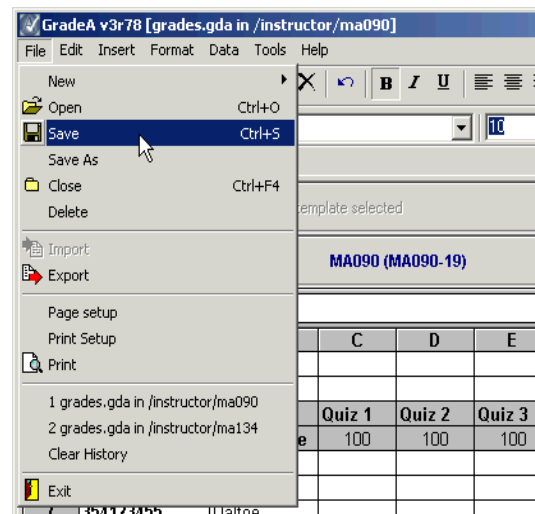 GradeA v3r78 [grades.gda in /instructor/ma090]
File Edit Insert Format Data Tools Help
New
B I U
Open Ctrl+O
Save Ctrl+S
10
Save As
Close Ctrl+F4
Delete
template selected
Import
MA090 (MA090-19)
Export
Page setup
Print Setup
C D E
Print
1 grades.gda in /instructor/ma090
Quiz 1 Quiz 2 Quiz 3
2 grades.gda in /instructor/ma134
e 100 100 100
Clear History
Exit